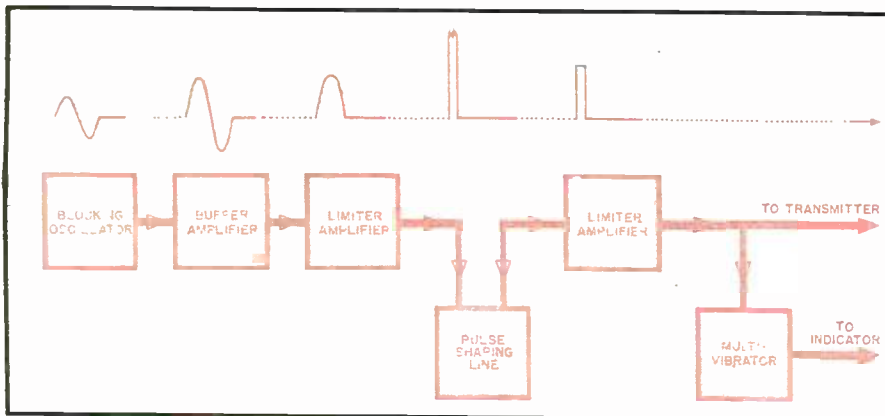 BLOCKING
OSCILLATOR
BUFFER
AMPLIFIER
LIMITER
AMPLIFIER
LIMITER
AMPLIFIER
TO TRANSMITTER
PULSE
SHAPING
LINE
MULTI-
VIBRATOR
TO
INDICATOR